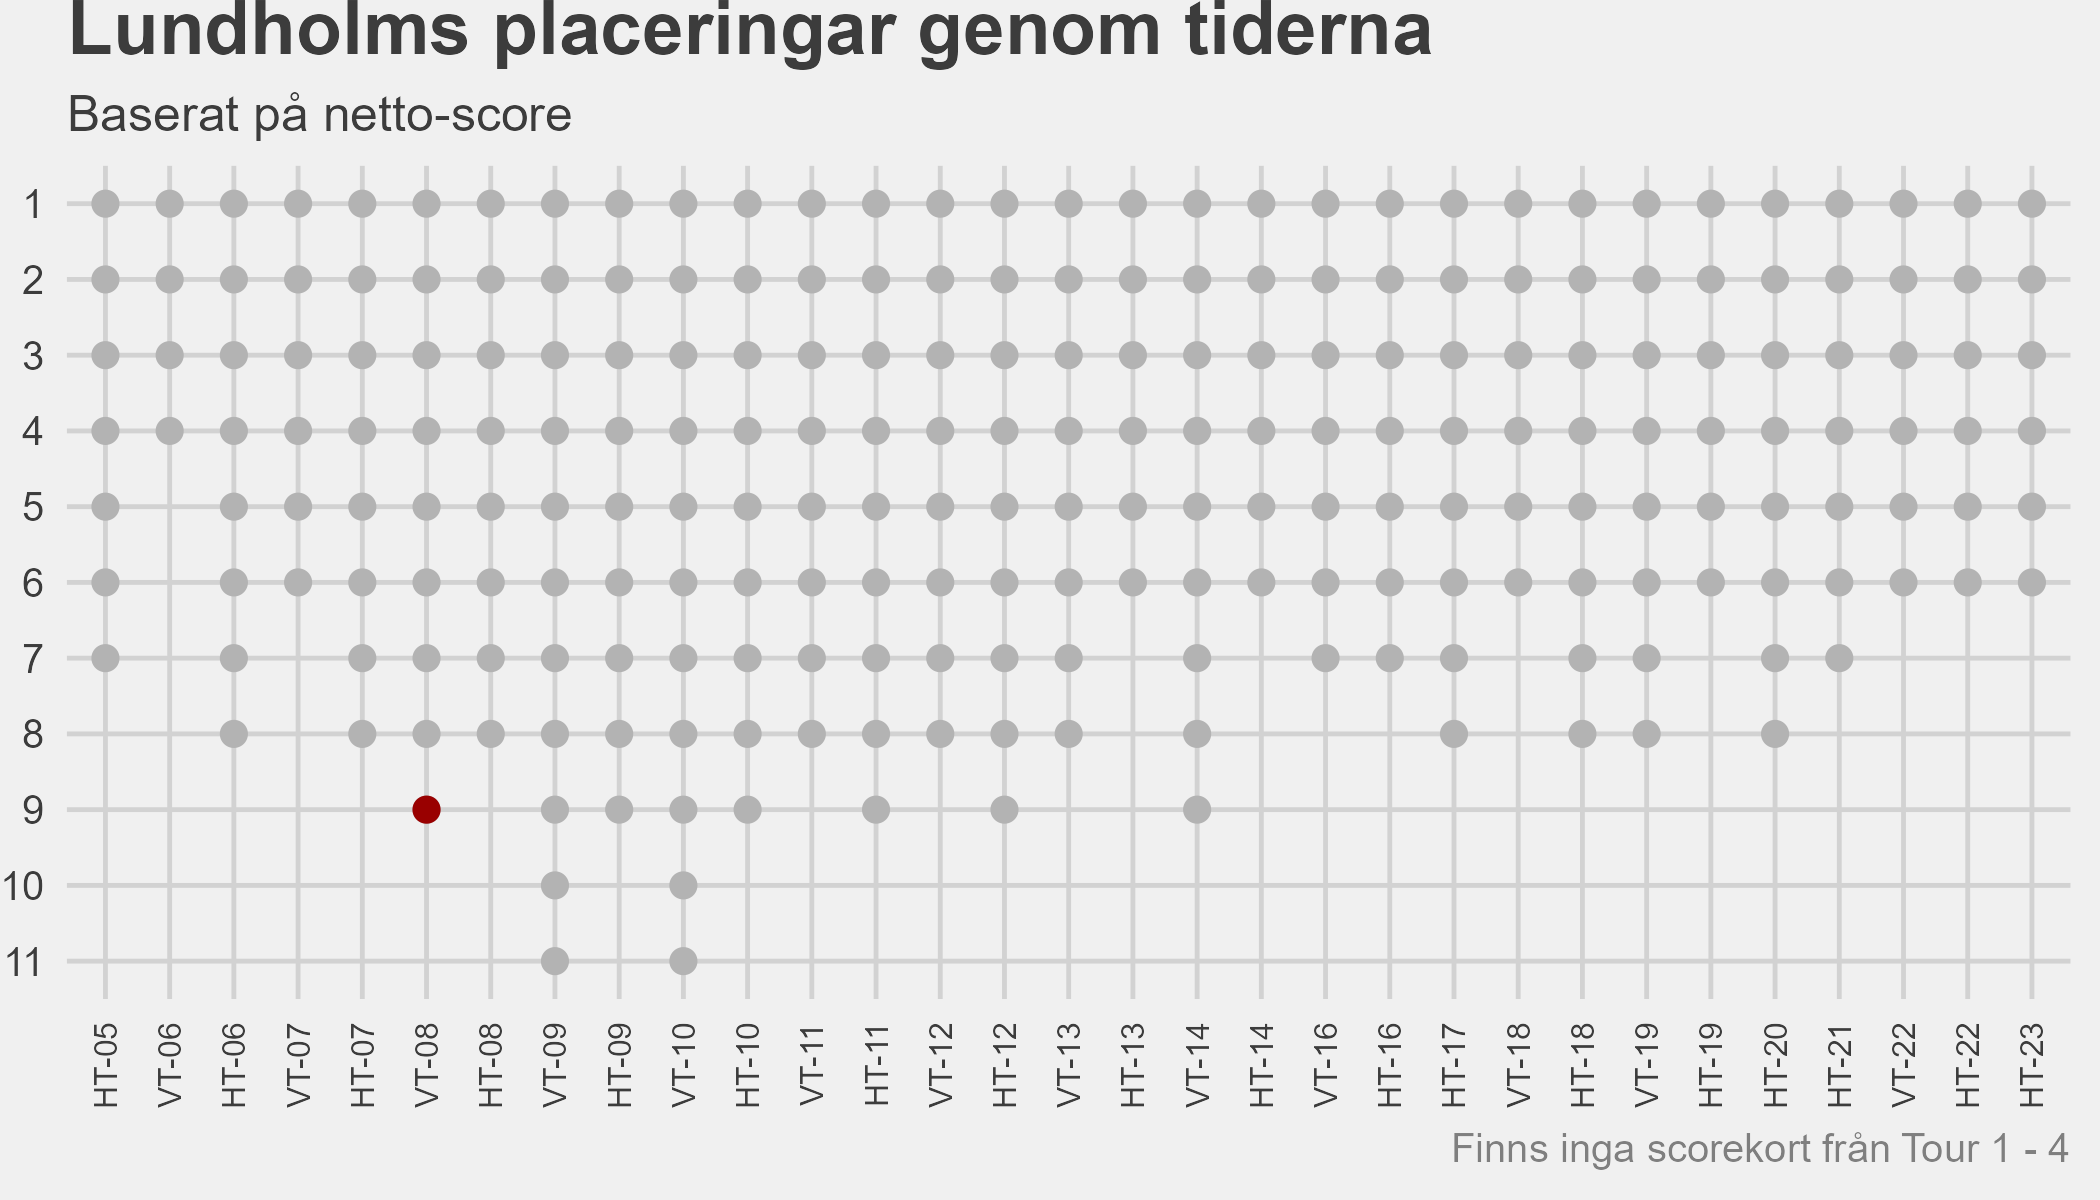 Lundholms placeringar genom tiderna
Baserat på netto-score
1
2
3
4
5
6
7
8
9
10
11
HT-05
VT-06
HT-06
VT-07
HT-07
VT-08
HT-08
VT-09
HT-09
VT-10
HT-10
VT-11
HT-11
VT-12
HT-12
VT-13
HT-13
VT-14
HT-14
VT-16
HT-16
HT-17
VT-18
HT-18
VT-19
HT-19
HT-20
HT-21
VT-22
HT-22
HT-23
Finns inga scorekort från Tour 1 - 4